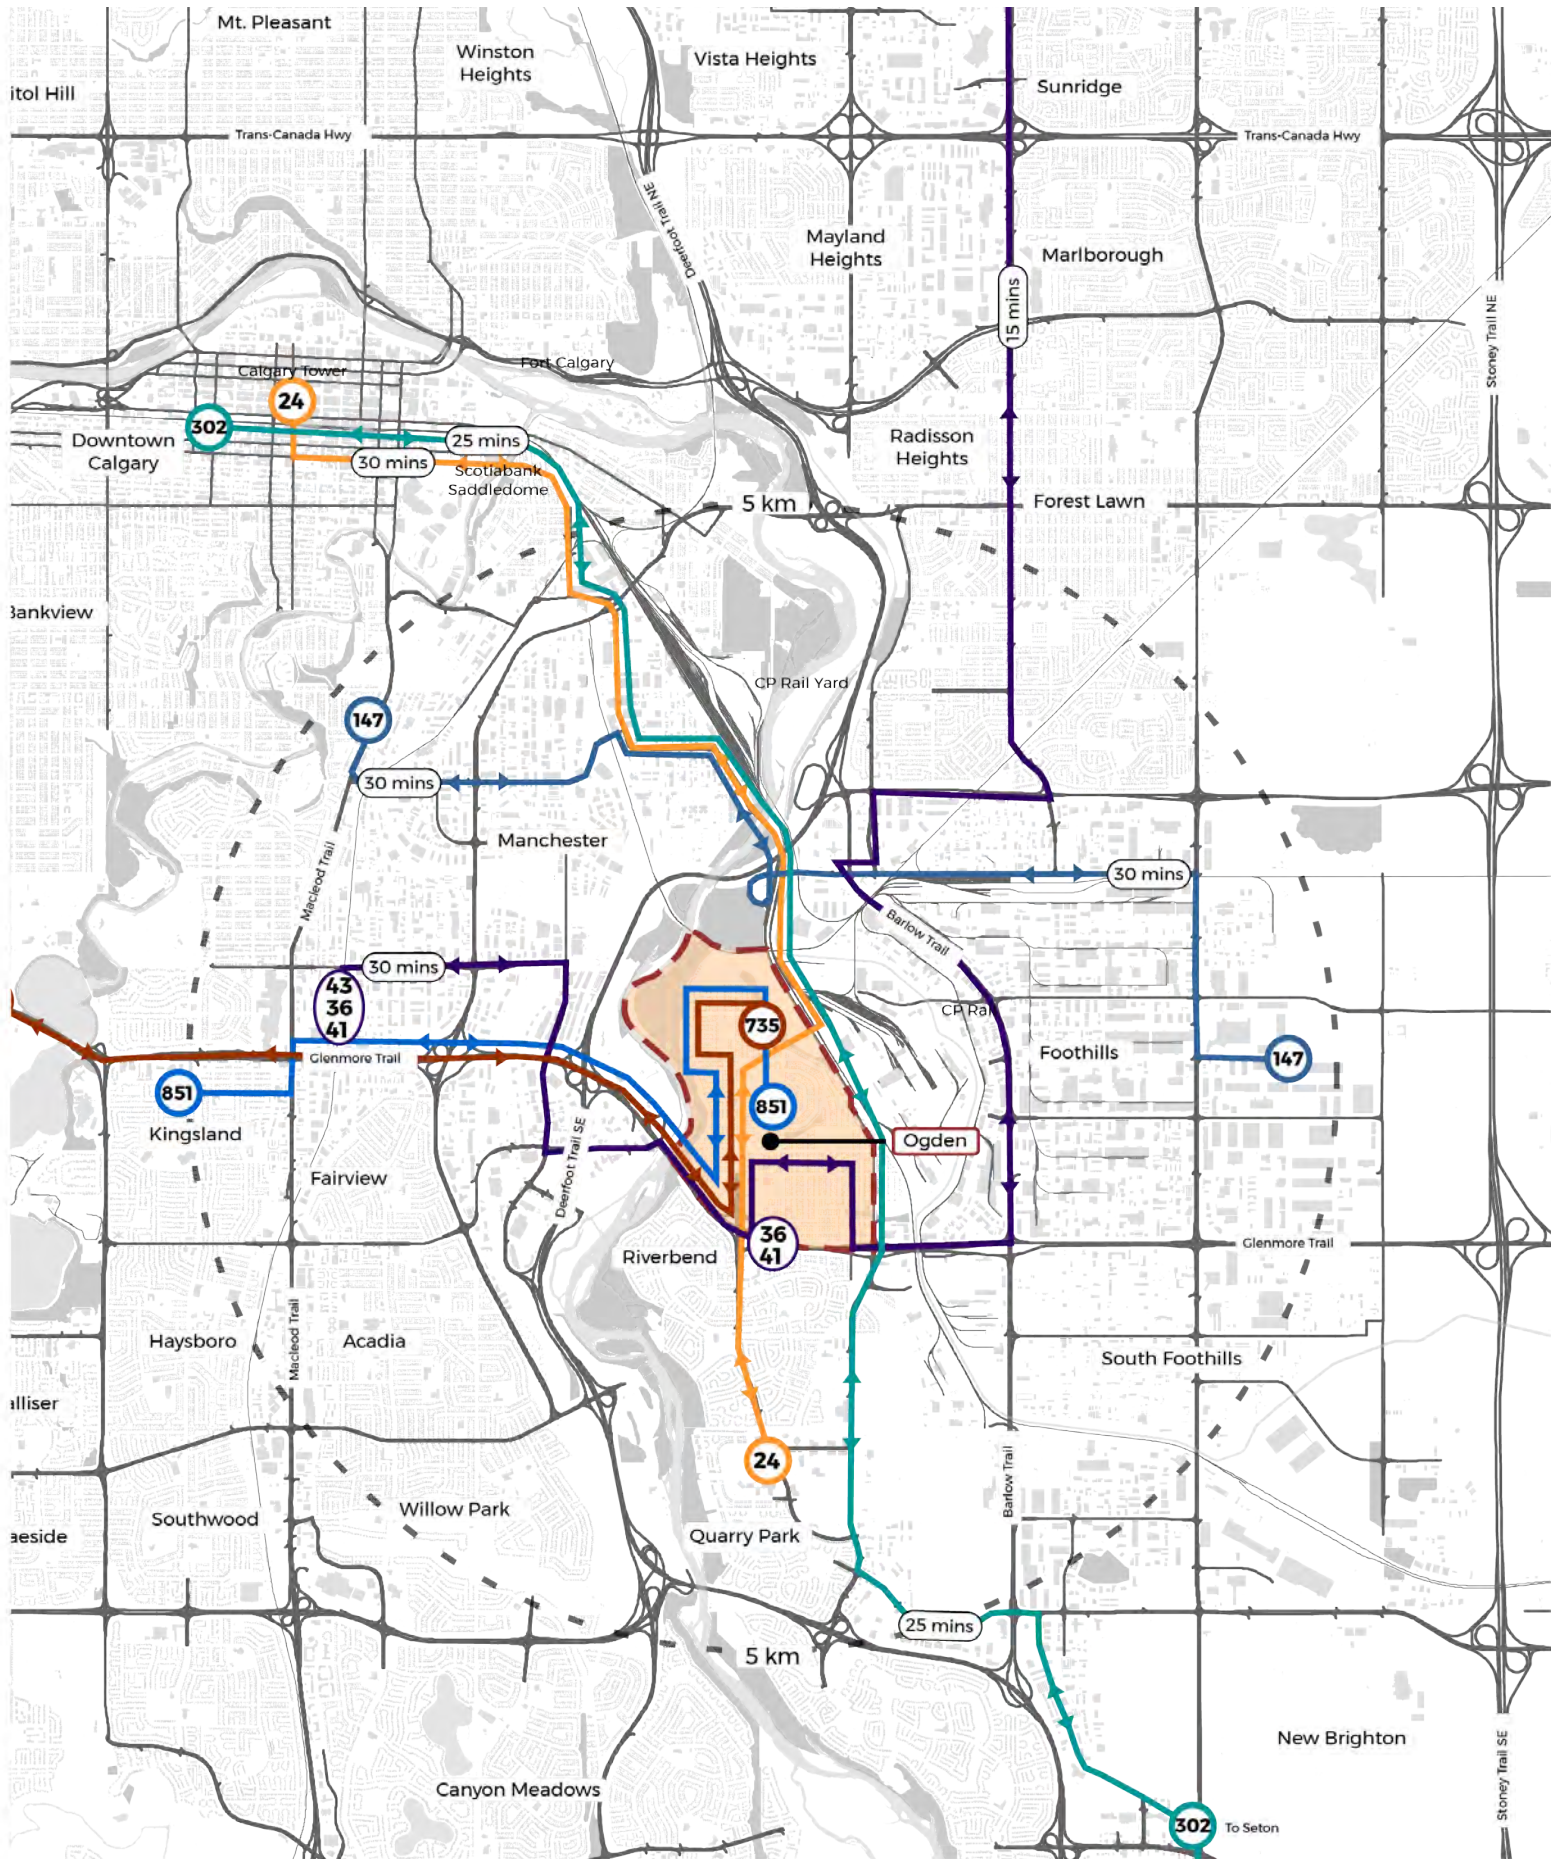 Mt. Pleasant
Winston
Heights
Vista Heights
Sunridge
itol Hill
Trans-Canada Hwy
Trans-Canada Hwy
Deerfoot Trail NE
Mayland
Heights
Marlborough
15 mins
Stoney Trail NE
Fort Calgary
Calgary Tower
24
302
Downtown
Calgary
25 mins
30 mins
Scotiabank
Saddledome
Radisson
Heights
5 km
Forest Lawn
Bankview
CP Rail Yard
147
30 mins
Manchester
Macleod Trail
30 mins
Barlow Trail
30 mins
43
36
41
735
CP Rai
Glenmore Trail
Foothills
147
851
851
Kingsland
Ogden
Fairview
Deerfoot Trail SE
36
41
Riverbend
Glenmore Trail
Macleod Trail
Haysboro
Acadia
South Foothills
alliser
24
Barlow Trail
Southwood
Willow Park
Quarry Park
aeside
25 mins
5 km
New Brighton
Stoney Trail SE
Canyon Meadows
302
To Seton